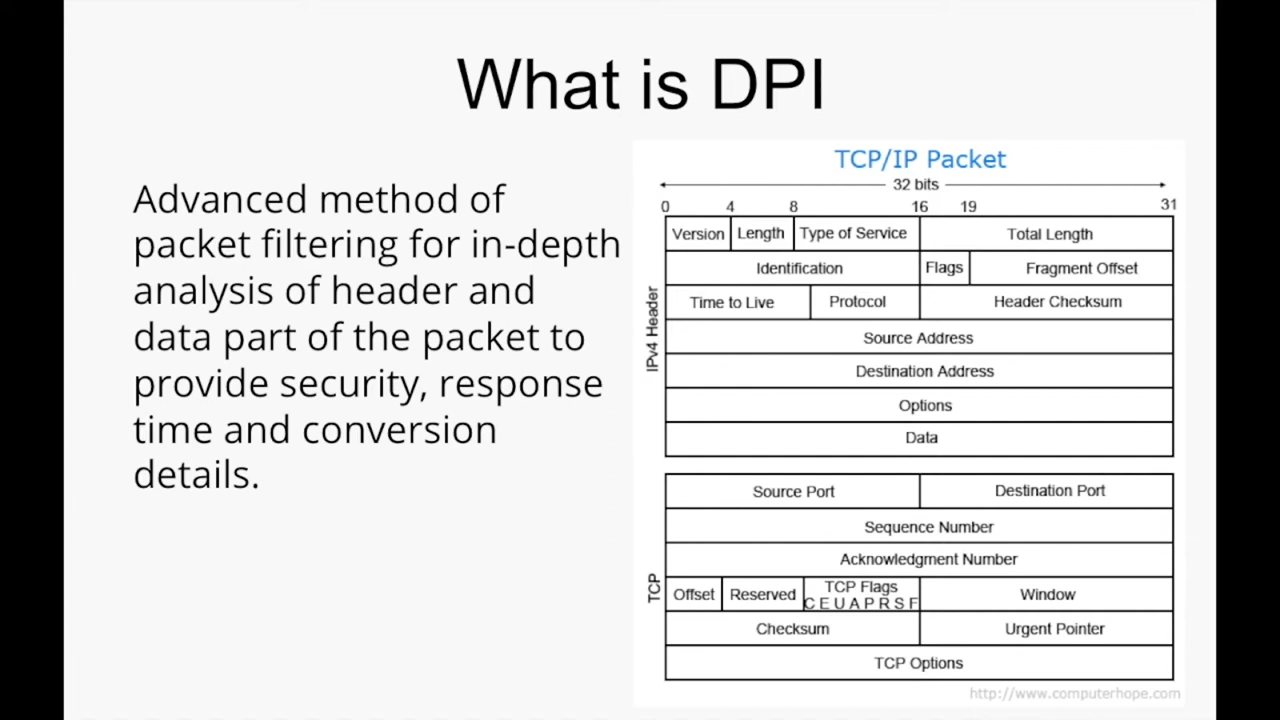 What is DPI
Advanced method of
packet filtering for in-depth
analysis of header and
data part of the packet to
provide security, response
time and conversion
details.
TCP/IP Packet
32 bits
0 4 8 16 19 31
Version Length Type of Service Total Length
Identification Flags Fragment Offset
Time to Live Protocol Header Checksum
Source Address
Destination Address
Options
Data
IPv4 Header
Source Port Destination Port
Sequence Number
Acknowledgment Number
Offset Reserved TCP Flags Window
C E U A P R S F
Checksum Urgent Pointer
TCP Options
TCP
http://www.computerhope.com